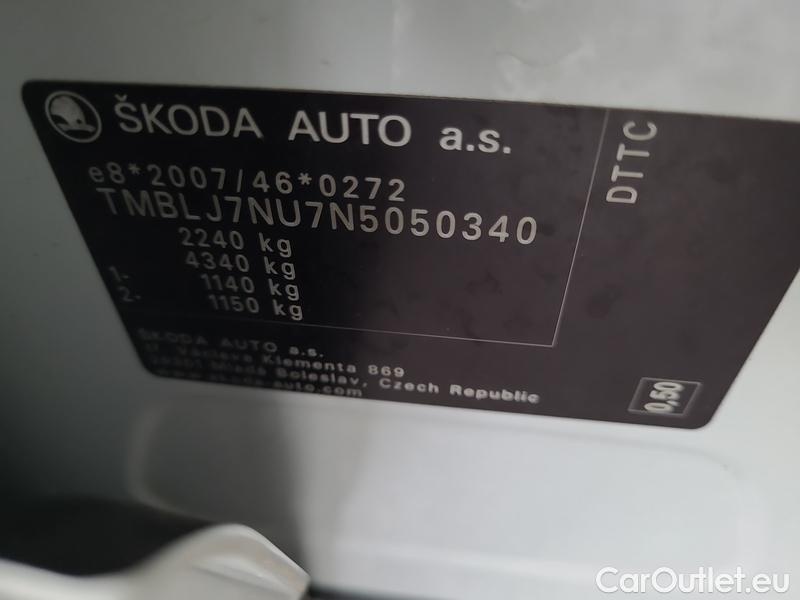 ŠKODA AUTO a.s.
e8*2007/46*0272
TMBLJ7NU7N5050340
2240 kg
4340 kg
1- 1140 kg
2- 1150 kg
DTTC
ŠKODA AUTO a.s.
tř. Václava Klementa 869
29301 Mladá Boleslav, Czech Republic
www.skoda-auto.com
0,50
CarOutlet.eu